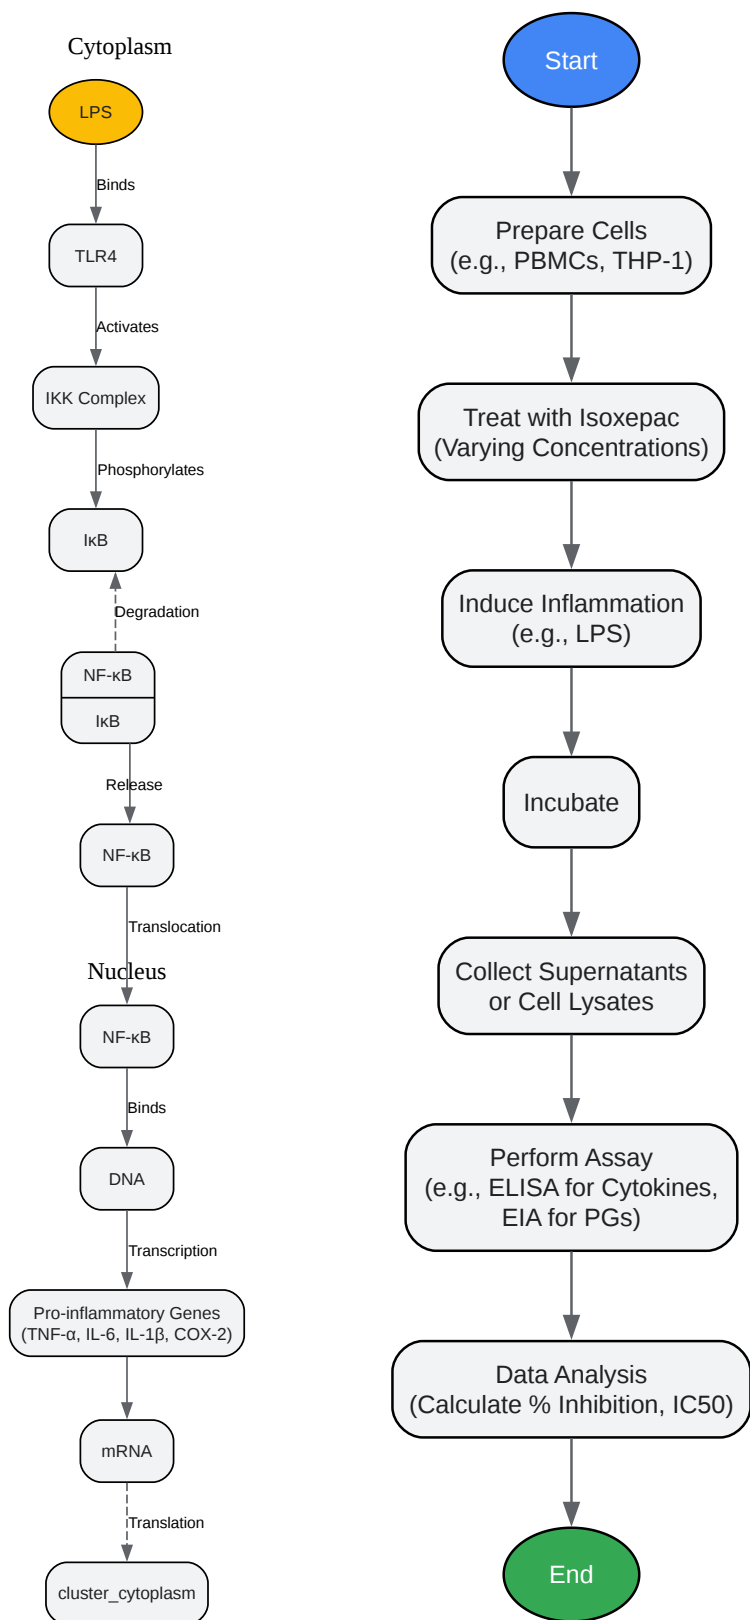 Cytoplasm
LPS
Binds
TLR4
Activates
IKK Complex
Phosphorylates
IκB
Degradation
NF-κB
IκB
Release
NF-κB
Translocation
Nucleus
NF-κB
Binds
DNA
Transcription
Pro-inflammatory Genes
(TNF-α, IL-6, IL-1β, COX-2)
mRNA
Translation
cluster_cytoplasm
Start
Prepare Cells
(e.g., PBMCs, THP-1)
Treat with Isoxepac
(Varying Concentrations)
Induce Inflammation
(e.g., LPS)
Incubate
Collect Supernatants
or Cell Lysates
Perform Assay
(e.g., ELISA for Cytokines,
EIA for PGs)
Data Analysis
(Calculate % Inhibition, IC50)
End